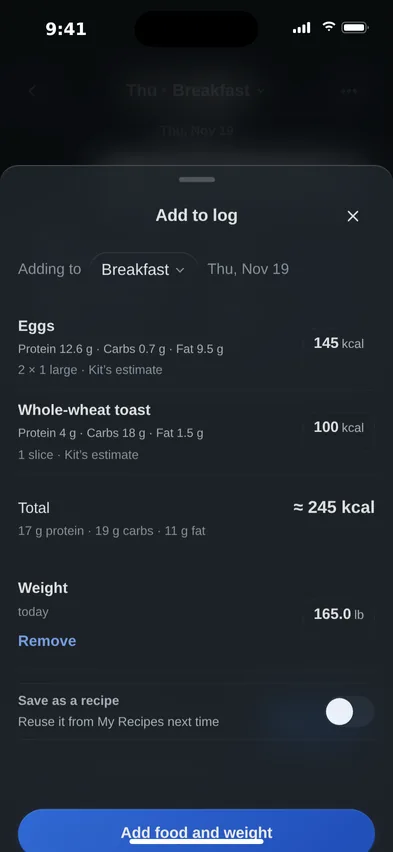 9:41
Thu · Breakfast
Thu, Nov 19
Add to log
Adding to Breakfast Thu, Nov 19
Eggs
Protein 12.6 g · Carbs 0.7 g · Fat 9.5 g
145 kcal
2 × 1 large · Kit's estimate
Whole-wheat toast
Protein 4 g · Carbs 18 g · Fat 1.5 g
100 kcal
1 slice · Kit's estimate
Total ≈ 245 kcal
17 g protein · 19 g carbs · 11 g fat
Weight
today
165.0 lb
Remove
Save as a recipe
Reuse it from My Recipes next time
Add food and weight